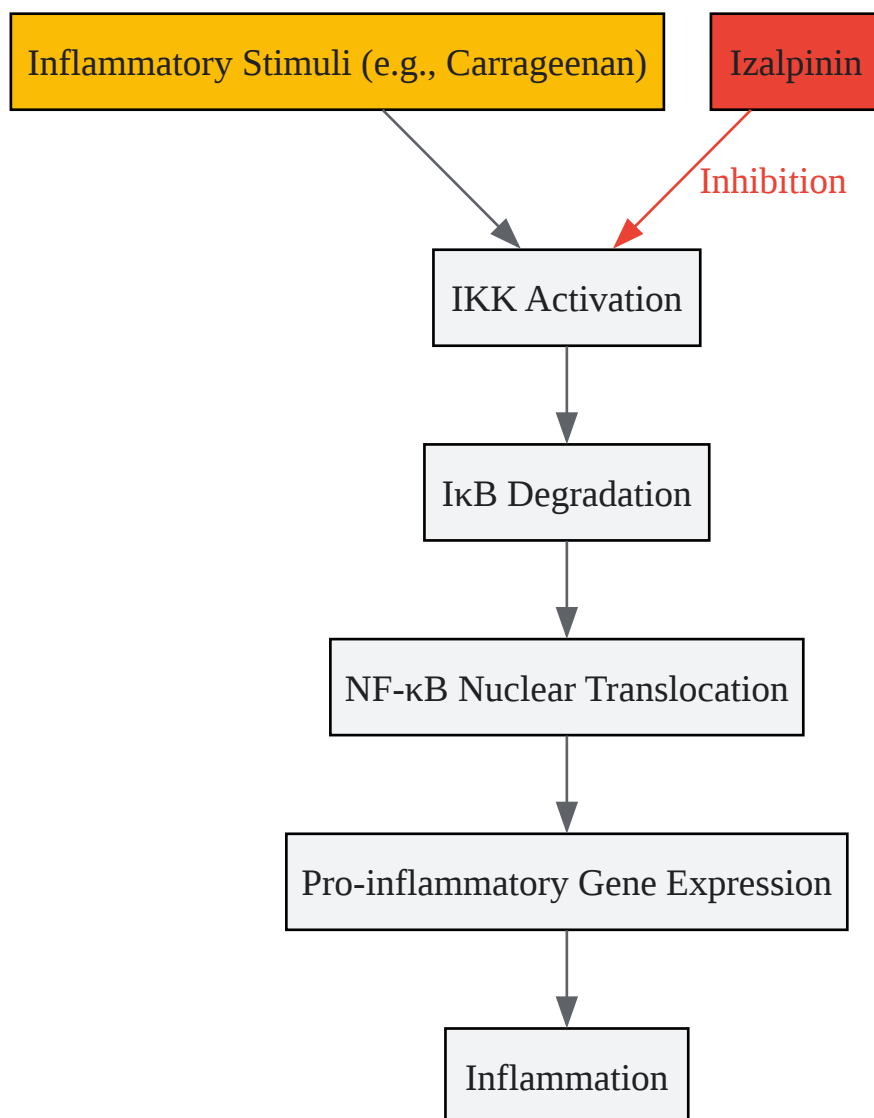 Inflammatory Stimuli (e.g., Carrageenan)
Izalpinin
Inhibition
IKK Activation
IκB Degradation
NF-κB Nuclear Translocation
Pro-inflammatory Gene Expression
Inflammation